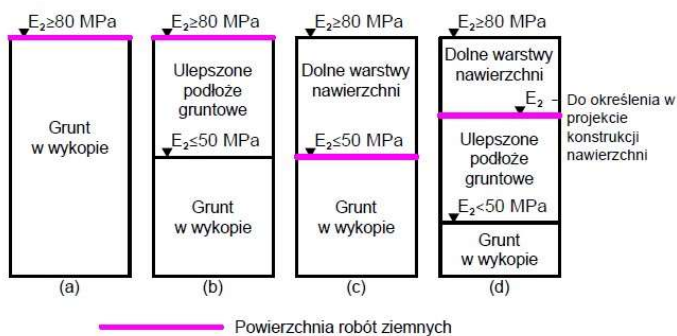 E₂≥80 MPa
Grunt
w wykopie
(a)
E₂≥80 MPa
Ulepszone
podłoże
gruntowe
E₂≤50 MPa
Grunt
w wykopie
(b)
E₂≥80 MPa
Dolne warstwy
nawierzchni
E₂≤50 MPa
Grunt
w wykopie
(c)
E₂≥80 MPa
Dolne warstwy
nawierzchni
E₂ - Do określenia w
projekcie
konstrukcji
nawierzchni
Ulepszone
podłoże
gruntowe
E₂<50 MPa
Grunt
w wykopie
(d)
Powierzchnia robót ziemnych